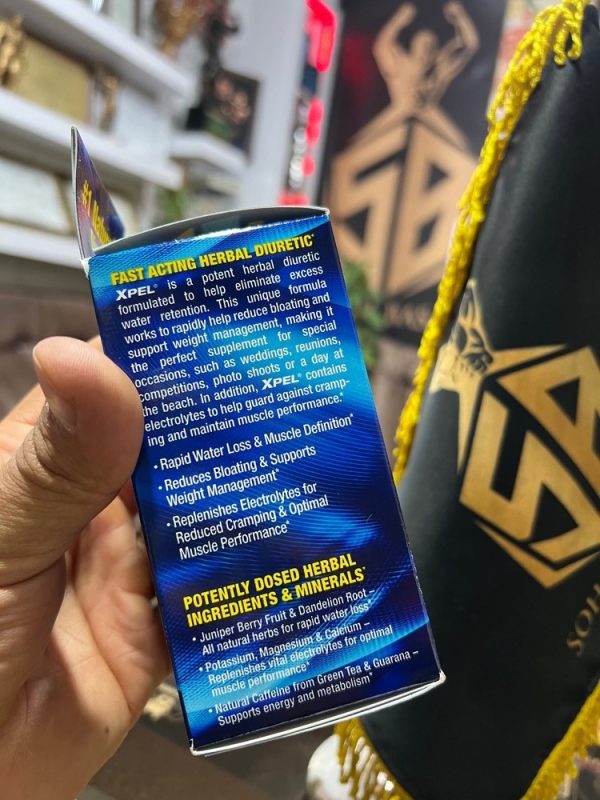 #1
FAST ACTING HERBAL DIURETIC*
XPEL® is a potent herbal diuretic
formulated to help eliminate excess
water retention. This unique formula
works to rapidly help reduce bloating and
support weight management, making it
the perfect supplement for special
occasions, such as weddings, reunions,
competitions, photo shoots or a day at
the beach. In addition, XPEL® contains
electrolytes to help guard against cramp-
ing and maintain muscle performance.*
• Rapid Water Loss & Muscle Definition*
• Reduces Bloating & Supports
Weight Management*
• Replenishes Electrolytes for
Reduced Cramping & Optimal
Muscle Performance*
POTENTLY DOSED HERBAL
INGREDIENTS & MINERALS*
• Juniper Berry Fruit & Dandelion Root –
All natural herbs for rapid water loss*
• Potassium, Magnesium & Calcium –
Replenishes vital electrolytes for optimal
muscle performance*
• Natural Caffeine from Green Tea & Guarana –
Supports energy and metabolism*
SB
SOH